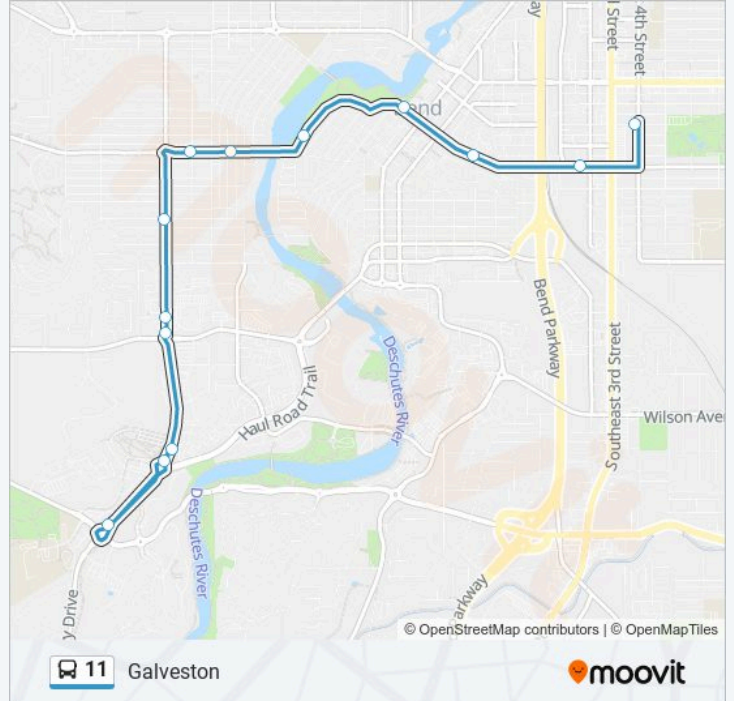 4th Street
Bend
Bend Parkway
Southeast 3rd Street
Haul Road Trail
Deschutes River
Wilson Ave
Deschutes River
y Drive
arkway
© OpenStreetMap contributors | © OpenMapTiles
11 Galveston
moovit